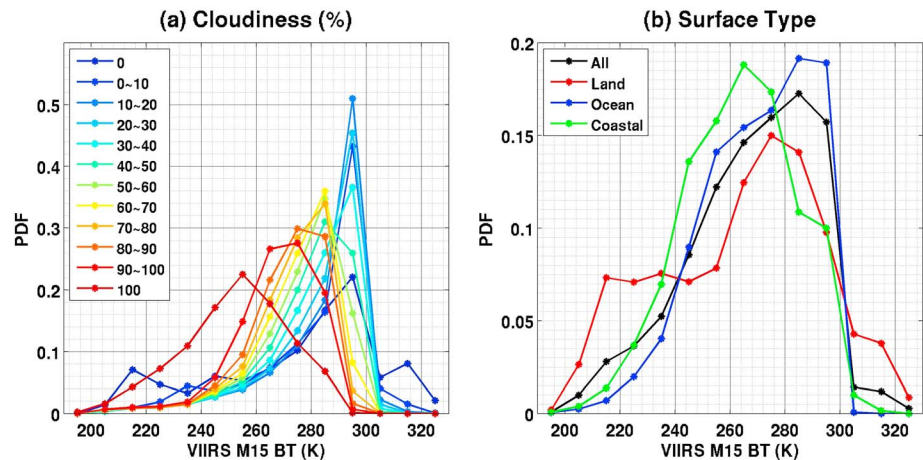 (a) Cloudiness (%)
PDF
0.5
0.4
0.3
0.2
0.1
0
0
0~10
10~20
20~30
30~40
40~50
50~60
60~70
70~80
80~90
90~100
100
200 220 240 260 280 300 320
VIIRS M15 BT (K)
(b) Surface Type
PDF
0.2
0.15
0.1
0.05
0
All
Land
Ocean
Coastal
200 220 240 260 280 300 320
VIIRS M15 BT (K)